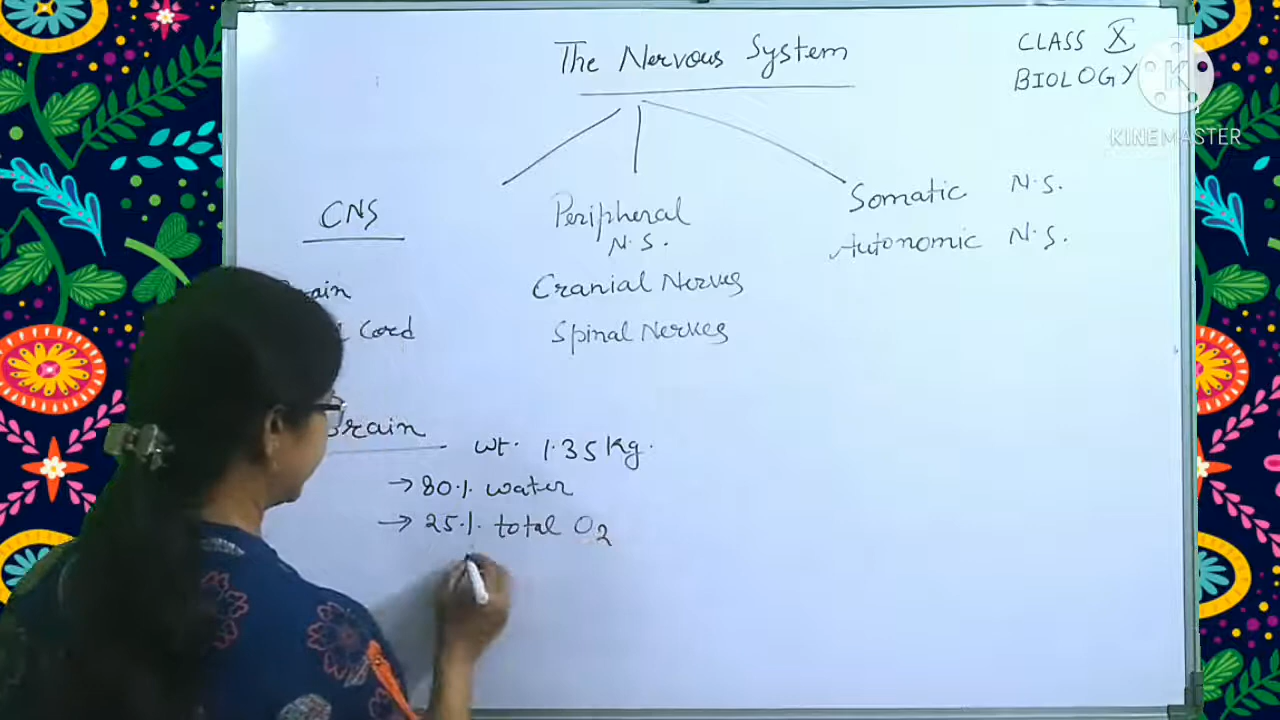 The Nervous System
CLASS X
BIOLOGY
K
KINEMASTER
CNS
Peripheral
N.S.
Somatic N.S.
Autonomic N.S.
Cranial Nerves
Cord
Spinal Nerves
Brain
wt. 1.35 Kg.
→ 80% water
→ 25% total O2